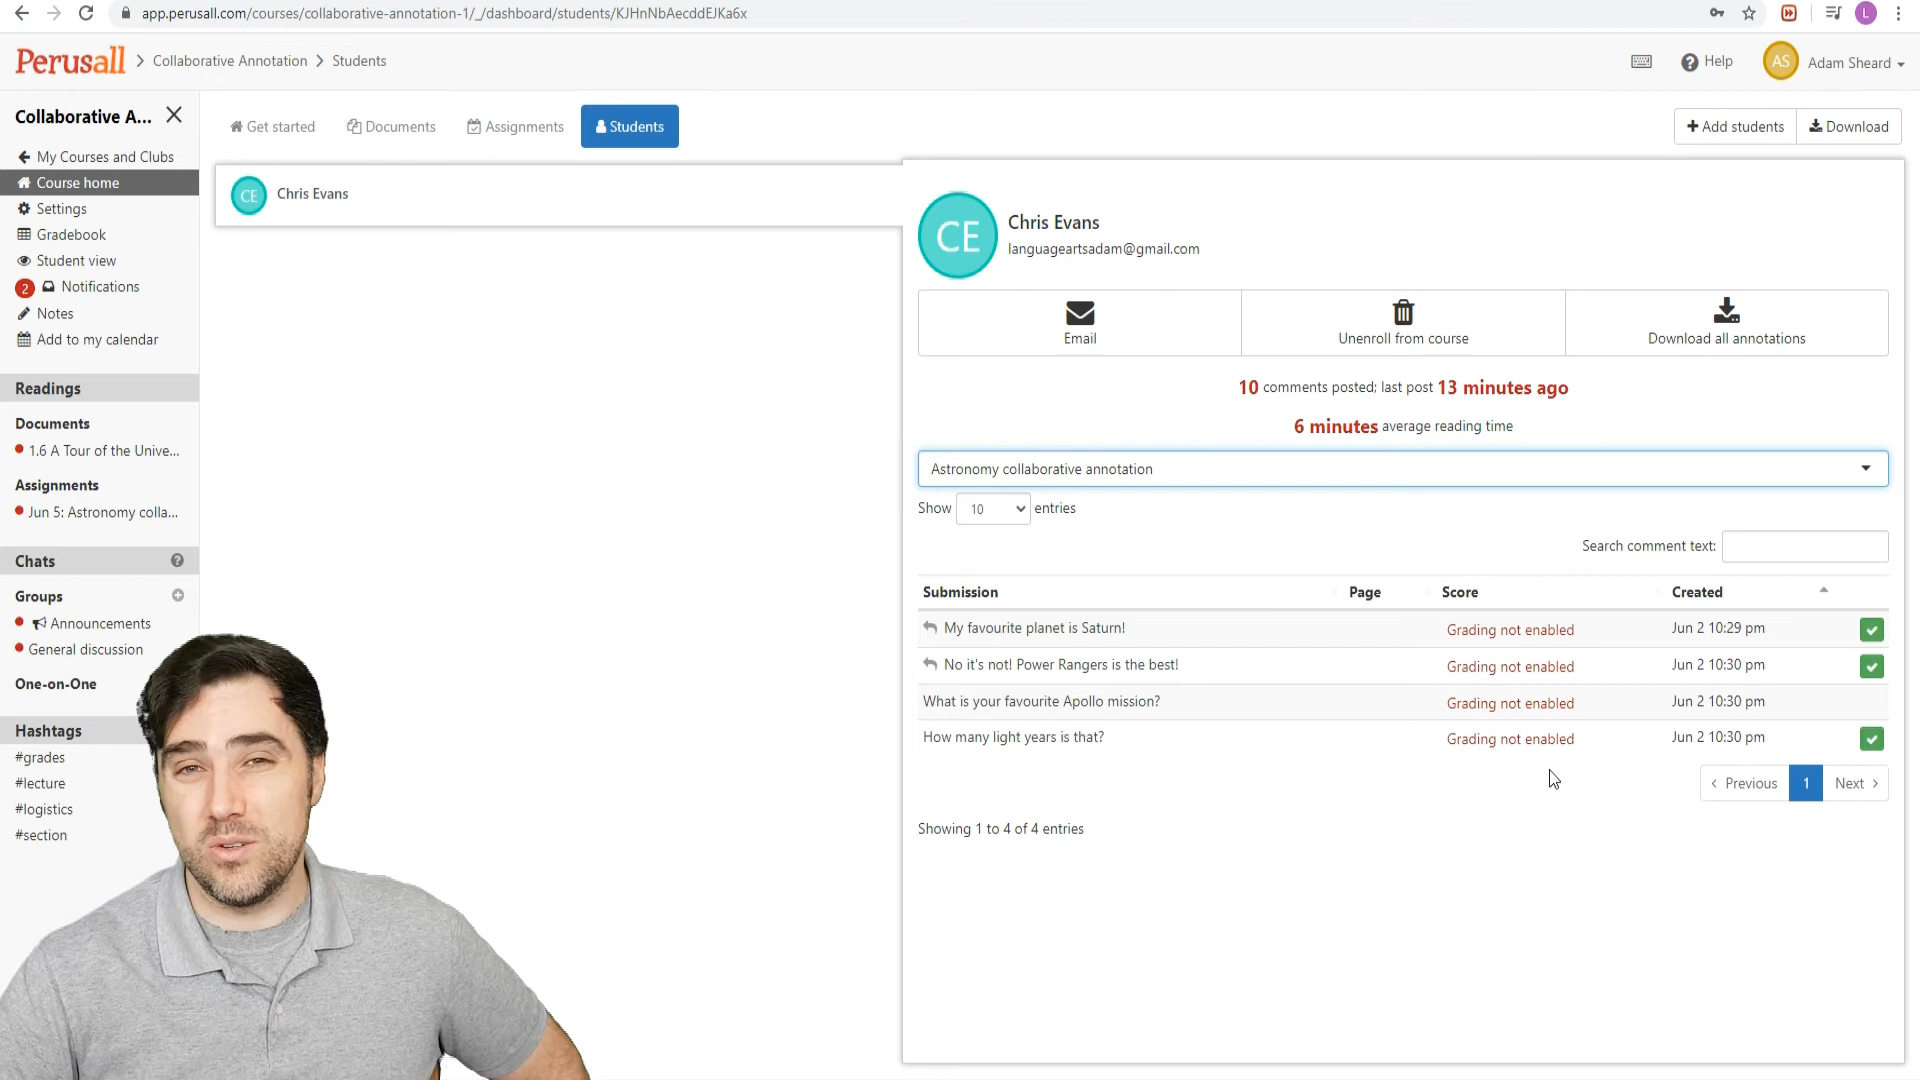 app.perusall.com/courses/collaborative-annotation-1/_/dashboard/students/KJHnNbAecddEJKa6x
L
Perusall > Collaborative Annotation > Students
Help
AS
Adam Sheard
Collaborative A...
My Courses and Clubs
Course home
Settings
Gradebook
Student view
2 Notifications
Notes
Add to my calendar
Readings
Documents
1.6 A Tour of the Unive...
Assignments
Jun 5: Astronomy colla...
Chats
Groups
Announcements
General discussion
One-on-One
Hashtags
#grades
#lecture
#logistics
#section
Get started
Documents
Assignments
Students
+ Add students
Download
CE
Chris Evans
CE
Chris Evans
languageartsadam@gmail.com
Email
Unenroll from course
Download all annotations
10 comments posted; last post 13 minutes ago
6 minutes average reading time
Astronomy collaborative annotation
Show 10 entries
Search comment text:
Submission Page Score Created
My favourite planet is Saturn! Grading not enabled Jun 2 10:29 pm
No it's not! Power Rangers is the best! Grading not enabled Jun 2 10:30 pm
What is your favourite Apollo mission? Grading not enabled Jun 2 10:30 pm
How many light years is that? Grading not enabled Jun 2 10:30 pm
‹ Previous 1 Next ›
Showing 1 to 4 of 4 entries